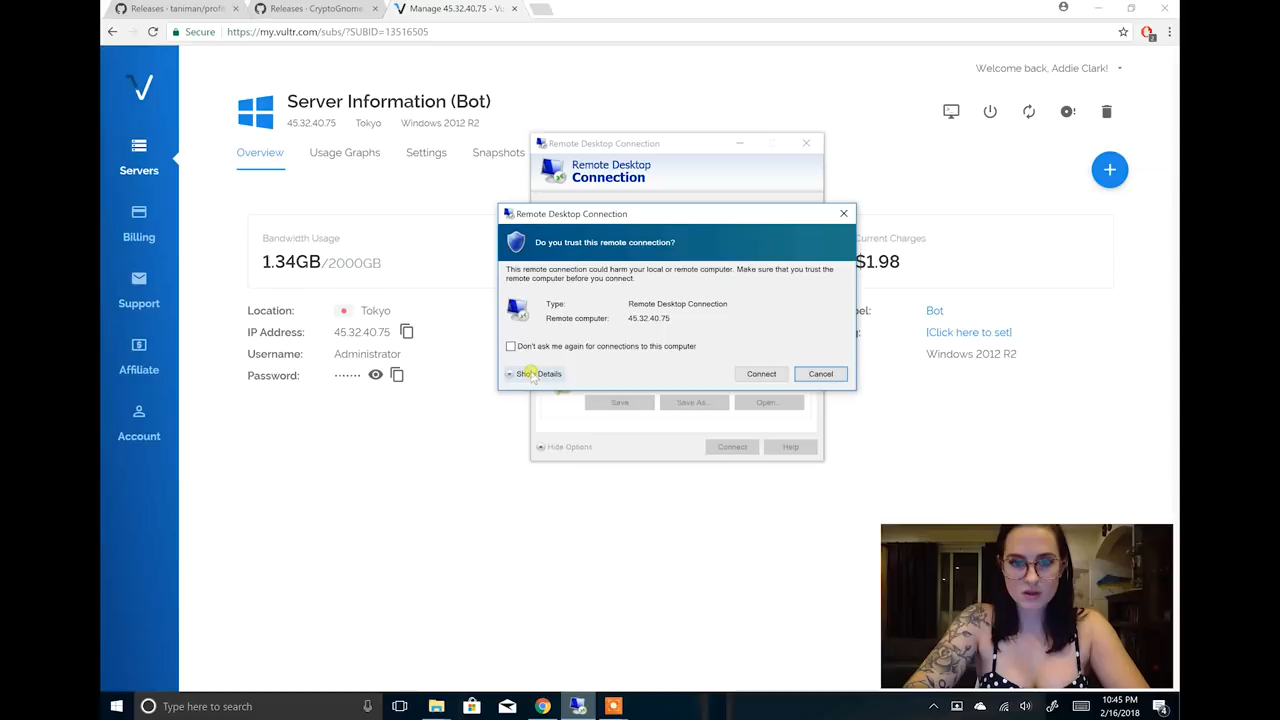 Releases · taniman/profi
Releases · CryptoGnome
Manage 45.32.40.75 - Vul
Secure
https://my.vultr.com/subs/?SUBID=13516505
Welcome back, Addie Clark!
Server Information (Bot)
45.32.40.75 Tokyo Windows 2012 R2
Overview Usage Graphs Settings Snapshots
Servers
Billing
Support
Affiliate
Account
Bandwidth Usage
1.34GB/2000GB
Current Charges
$1.98
Location: Tokyo
IP Address: 45.32.40.75
Username: Administrator
Password: .......
Bot
[Click here to set]
Windows 2012 R2
Remote Desktop Connection
Remote Desktop
Connection
Remote Desktop Connection
Do you trust this remote connection?
This remote connection could harm your local or remote computer. Make sure that you trust the
remote computer before you connect.
Type: Remote Desktop Connection
Remote computer: 45.32.40.75
Don't ask me again for connections to this computer
Show Details Connect Cancel
Save Save As... Open...
Hide Options Connect Help
Type here to search
10:45 PM
2/16/2018
4